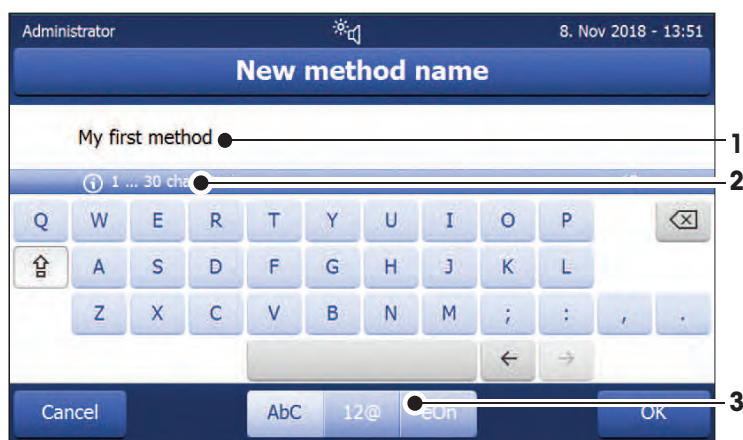 Administrator 8. Nov 2018 - 13:51
New method name
My first method 1
1 ... 30 2
Q W E R T Y U I O P
A S D F G H J K L
Z X C V B N M ; : , .
← →
Cancel AbC 12@ OK 3